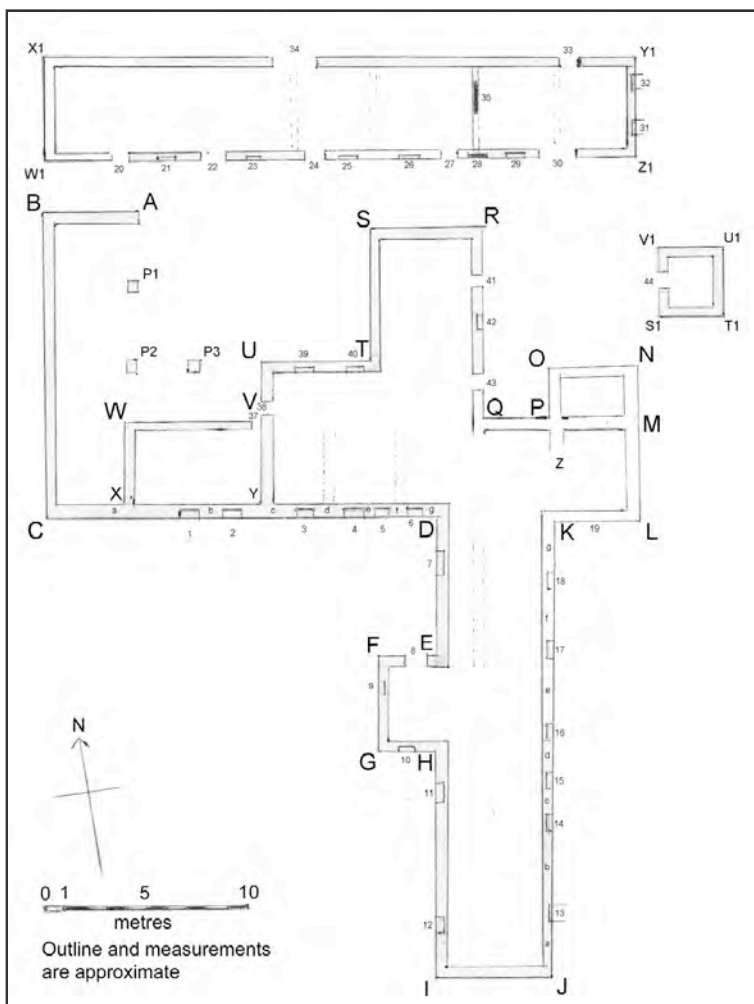 X1 34 33 Y1
32
35
31
20 21 22 23 24 25 26 27 28 29 30
W1 Z1
B A
S R
V1 U1
44
S1 T1
P1
41
42
P2 P3
U 39 40 T
43
O N
V 38
W 37
Q P M
Z
X Y
a b c d e f g
C 1 2 3 4 5 6 D
K 19 L
7
g
18
f
F 8 E
17
9
e
16
G 10 H
d
11
15
c
14
b
12
13
a
I J
N
0 1 5 10
metres
Outline and measurements
are approximate